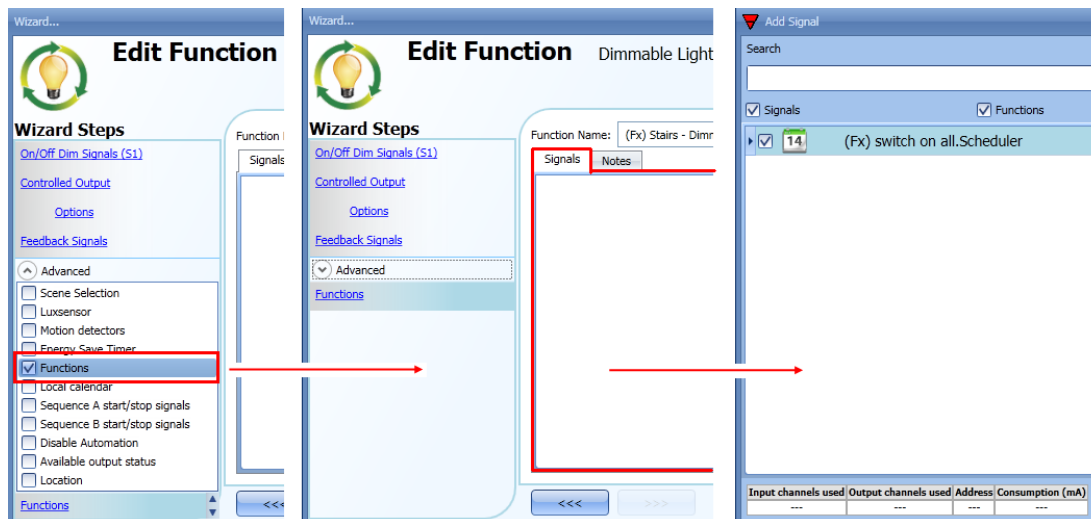 Wizard...
Edit Function
Wizard Steps
On/Off Dim Signals (S1)
Controlled Output
Options
Feedback Signals
Advanced
Scene Selection
Luxsensor
Motion detectors
Energy Save Timer
Functions
Local calendar
Sequence A start/stop signals
Sequence B start/stop signals
Disable Automation
Available output status
Location
Functions
Function
Signals
<<<
Wizard...
Edit Function Dimmable Light
Wizard Steps
On/Off Dim Signals (S1)
Controlled Output
Options
Feedback Signals
Advanced
Functions
Function Name: (Fx) Stairs - Dimm
Signals Notes
<<< >>>
Add Signal
Search
Signals Functions
14 (Fx) switch on all.Scheduler
Input channels used Output channels used Address Consumption (mA)
--- --- --- ---